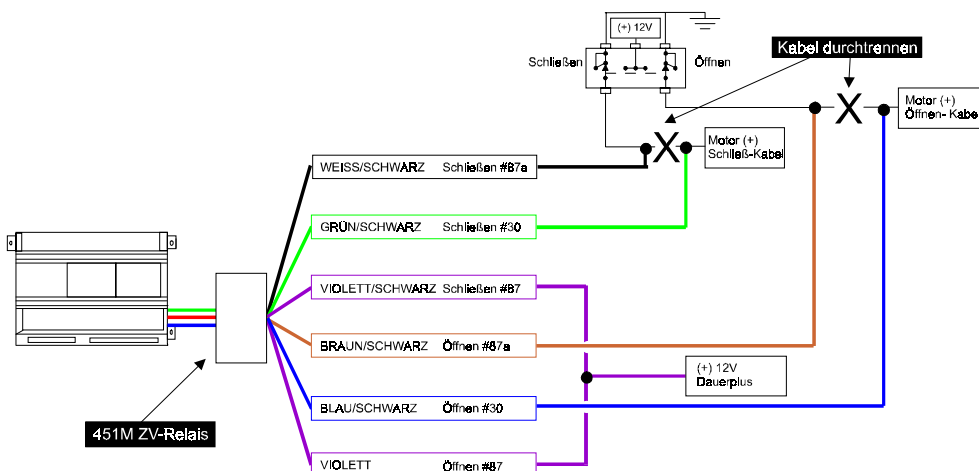 (+) 12V
Schließen
Öffnen
Kabel durchtrennen
X
Motor (+)
Öffnen- Kabel
X
Motor (+)
Schließ-Kabel
WEISS/SCHWARZ Schließen #87a
GRÜN/SCHWARZ Schließen #30
VIOLETT/SCHWARZ Schließen #87
BRAUN/SCHWARZ Öffnen #87a
(+) 12V
Dauerplus
BLAU/SCHWARZ Öffnen #30
451M ZV-Relais
VIOLETT Öffnen #87